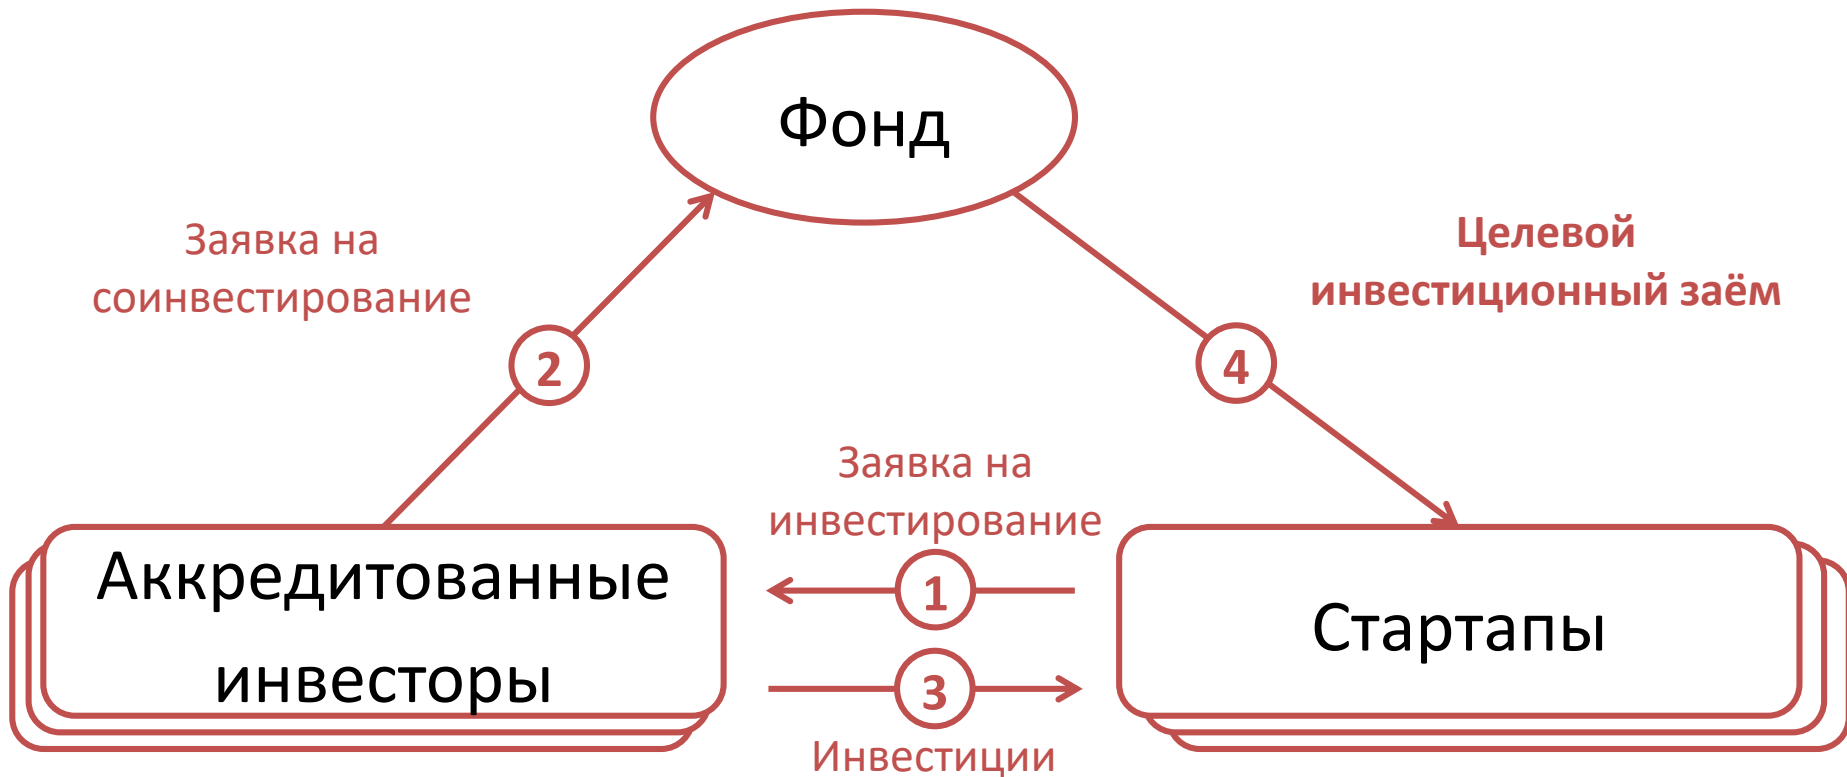 Фонд
Заявка на
соинвестирование
Целевой
инвестиционный заём
2
4
Заявка на
инвестирование
Аккредитованные
инвесторы
1
Стартапы
3
Инвестиции